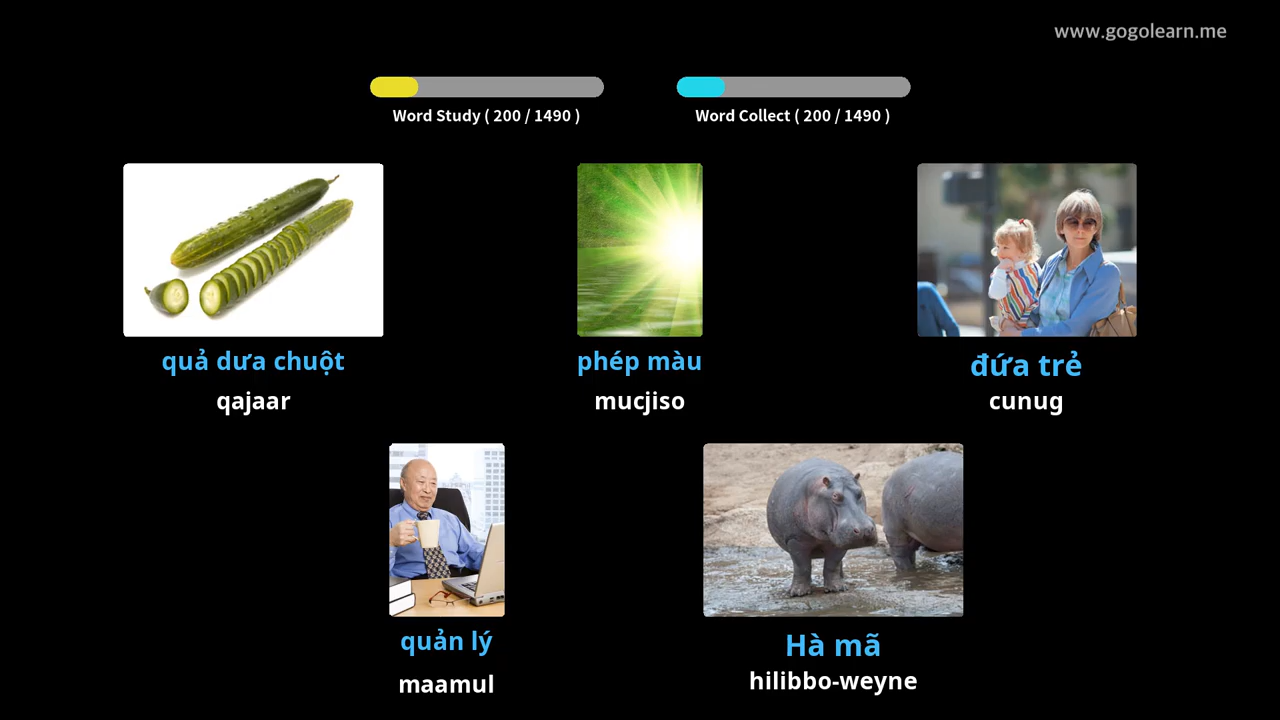 www.gogolearn.me
Word Study ( 200 / 1490 )
Word Collect ( 200 / 1490 )
quả dưa chuột
qajaar
phép màu
mucjiso
đứa trẻ
cunug
quản lý
maamul
Hà mã
hilibbo-weyne